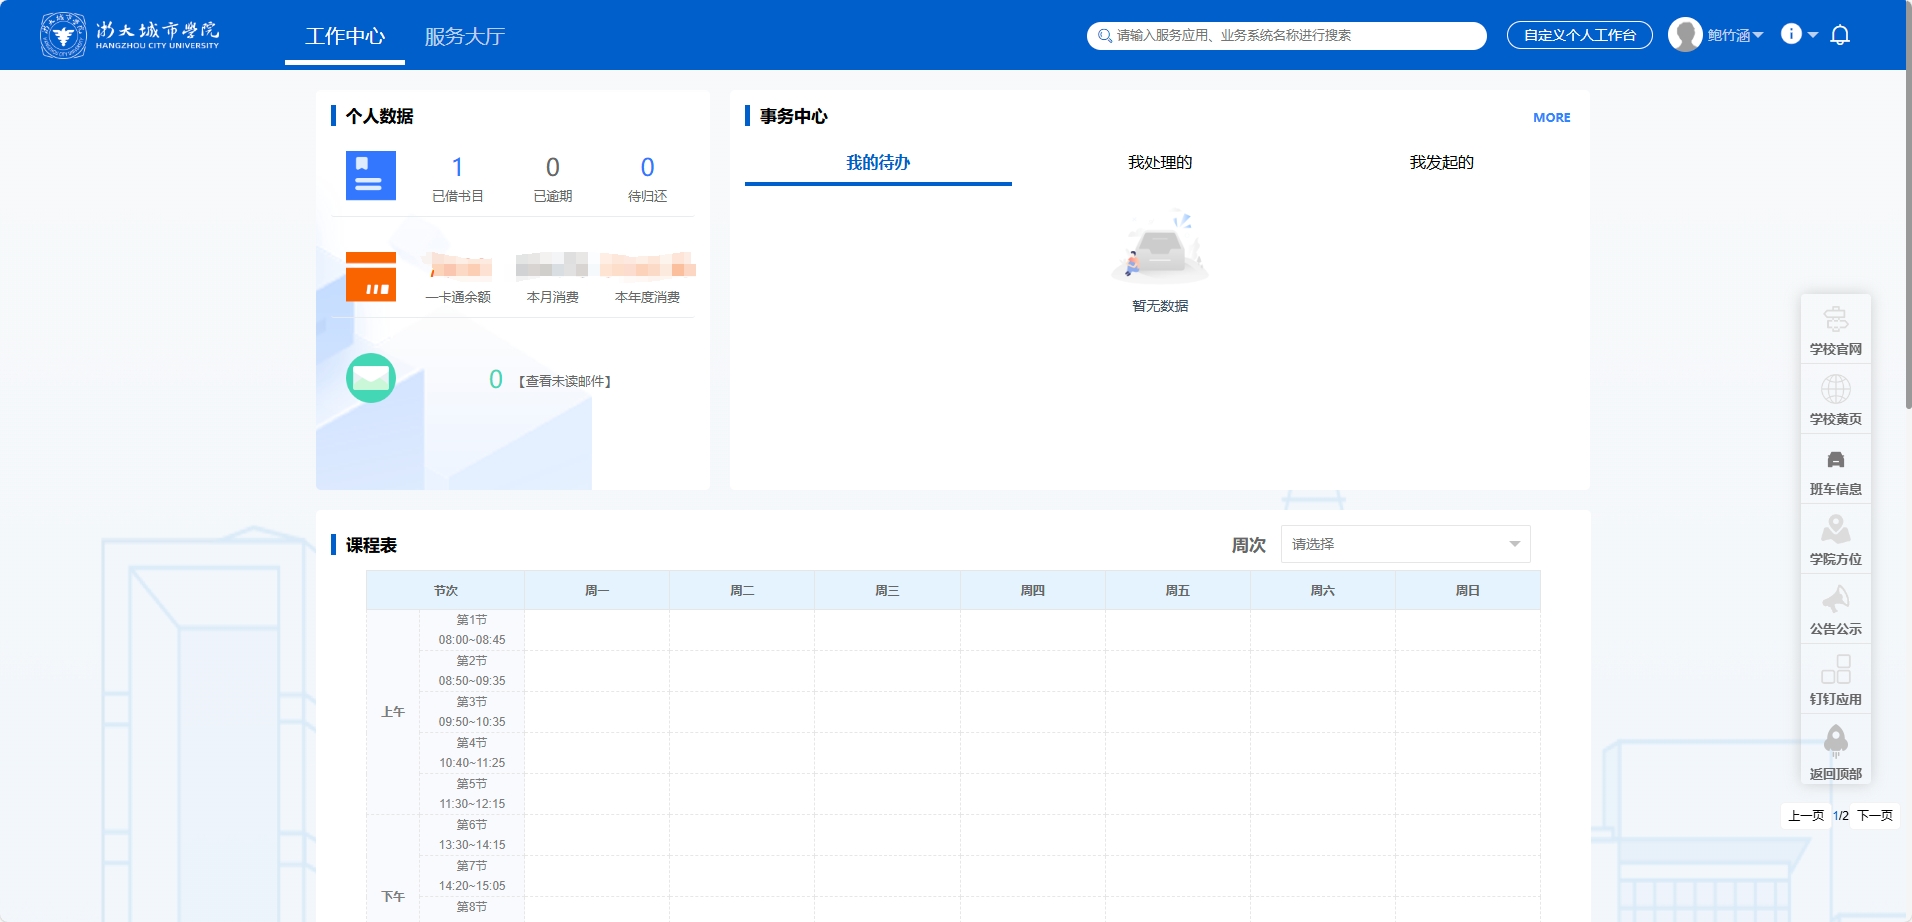 浙大城市学院
HANGZHOU CITY UNIVERSITY
工作中心 服务大厅
请输入服务应用、业务系统名称进行搜索
自定义个人工作台
鲍竹涵
个人数据
1 0 0
已借书目 已逾期 待归还
一卡通余额 本月消费 本年度消费
0 【查看未读邮件】
事务中心 MORE
我的待办 我处理的 我发起的
暂无数据
课程表
周次 请选择
节次 周一 周二 周三 周四 周五 周六 周日
上午
第1节
08:00~08:45
第2节
08:50~09:35
第3节
09:50~10:35
第4节
10:40~11:25
第5节
11:30~12:15
下午
第6节
13:30~14:15
第7节
14:20~15:05
第8节
学校官网
学校黄页
班车信息
学院方位
公告公示
钉钉应用
返回顶部
上一页 1/2 下一页